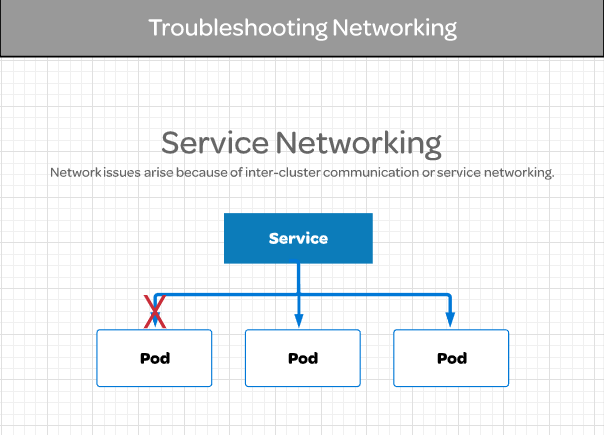 Troubleshooting Networking
Service Networking
Network issues arise because of inter-cluster communication or service networking.
Service
X
Pod Pod Pod